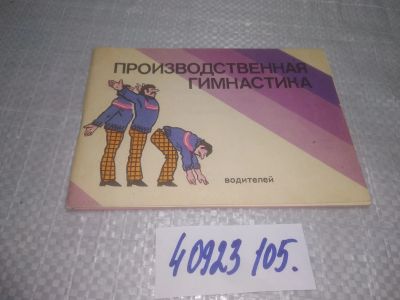 ПРОИЗВОДСТВЕННАЯ
ГИМНАСТИКА
водителей
40923 105.